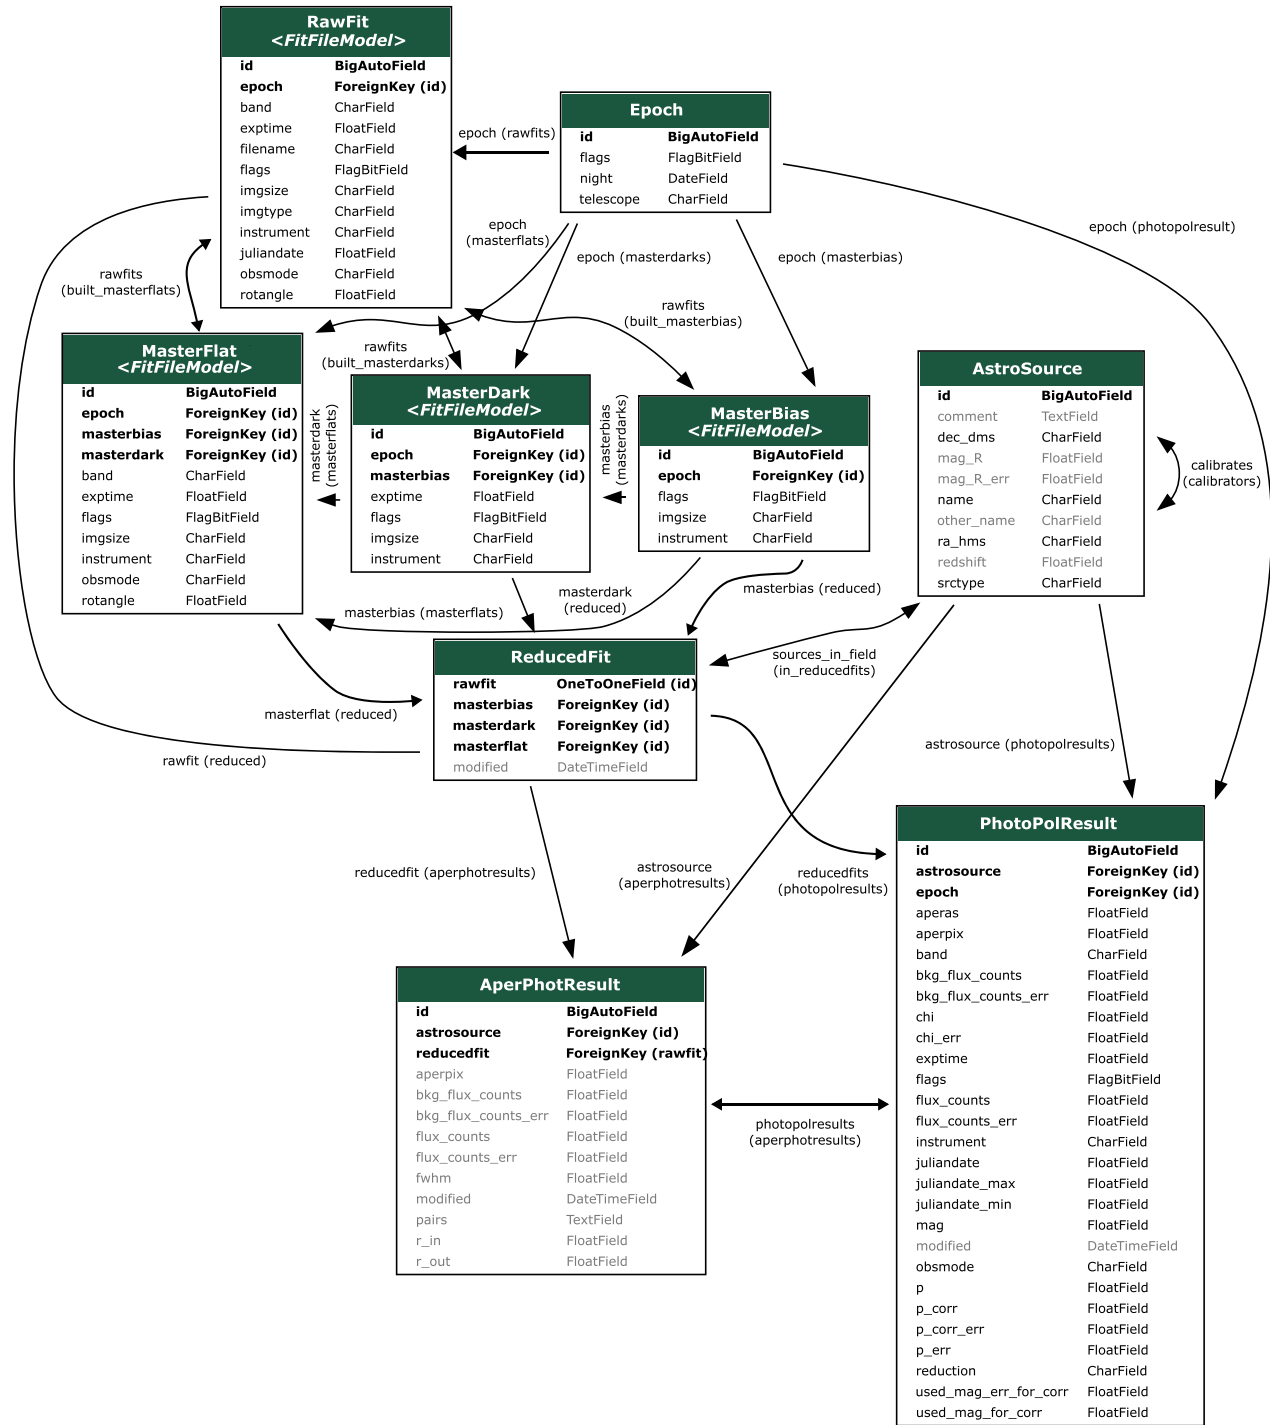 RawFit
<FitFileModel>
id BigAutoField
epoch ForeignKey (id)
band CharField
exptime FloatField
filename CharField
flags FlagBitField
imgsize CharField
imgtype CharField
instrument CharField
juliandate FloatField
obsmode CharField
rotangle FloatField
Epoch
id BigAutoField
flags FlagBitField
night DateField
telescope CharField
epoch (rawfits)
epoch
(masterflats)
epoch (masterdarks)
epoch (masterbias)
epoch (photopolresult)
rawfits
(built_masterflats)
rawfits
(built_masterbias)
rawfits
(built_masterdarks)
MasterFlat
<FitFileModel>
id BigAutoField
epoch ForeignKey (id)
masterbias ForeignKey (id)
masterdark ForeignKey (id)
band CharField
exptime FloatField
flags FlagBitField
imgsize CharField
instrument CharField
obsmode CharField
rotangle FloatField
masterdark
(masterflats)
MasterDark
<FitFileModel>
id BigAutoField
epoch ForeignKey (id)
masterbias ForeignKey (id)
exptime FloatField
flags FlagBitField
imgsize CharField
instrument CharField
masterbias
(masterdarks)
MasterBias
<FitFileModel>
id BigAutoField
epoch ForeignKey (id)
flags FlagBitField
imgsize CharField
instrument CharField
AstroSource
id BigAutoField
comment TextField
dec_dms CharField
mag_R FloatField
mag_R_err FloatField
name CharField
other_name CharField
ra_hms CharField
redshift FloatField
srctype CharField
calibrates
(calibrators)
masterbias (masterflats)
masterdark
(reduced)
masterbias (reduced)
sources_in_field
(in_reducedfits)
masterflat (reduced)
rawfit (reduced)
ReducedFit
rawfit OneToOneField (id)
masterbias ForeignKey (id)
masterdark ForeignKey (id)
masterflat ForeignKey (id)
modified DateTimeField
astrosource (photopolresults)
reducedfit (aperphotresults)
astrosource
(aperphotresults)
reducedfits
(photopolresults)
AperPhotResult
id BigAutoField
astrosource ForeignKey (id)
reducedfit ForeignKey (rawfit)
aperpix FloatField
bkg_flux_counts FloatField
bkg_flux_counts_err FloatField
flux_counts FloatField
flux_counts_err FloatField
fwhm FloatField
modified DateTimeField
pairs TextField
r_in FloatField
r_out FloatField
photopolresults
(aperphotresults)
PhotoPolResult
id BigAutoField
astrosource ForeignKey (id)
epoch ForeignKey (id)
aperas FloatField
aperpix FloatField
band CharField
bkg_flux_counts FloatField
bkg_flux_counts_err FloatField
chi FloatField
chi_err FloatField
exptime FloatField
flags FlagBitField
flux_counts FloatField
flux_counts_err FloatField
instrument CharField
juliandate FloatField
juliandate_max FloatField
juliandate_min FloatField
mag FloatField
modified DateTimeField
obsmode CharField
p FloatField
p_corr FloatField
p_corr_err FloatField
p_err FloatField
reduction CharField
used_mag_err_for_corr FloatField
used_mag_for_corr FloatField